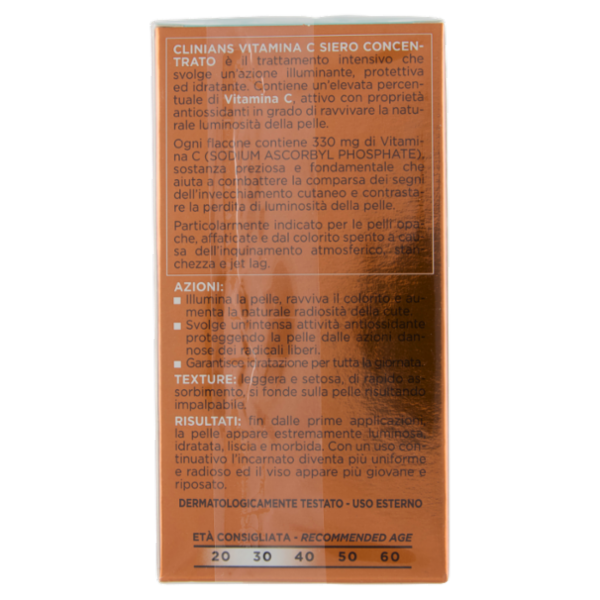 CLINIANS VITAMINA C SIERO CONCEN-
TRATO è il trattamento intensivo che
svolge un'azione illuminante, protettiva
ed idratante. Contiene un'elevata percen-
tuale di Vitamina C, attivo con proprietà
antiossidanti in grado di ravvivare la natu-
rale luminosità della pelle.
Ogni flacone contiene 330 mg di Vitami-
na C (SODIUM ASCORBYL PHOSPHATE),
sostanza preziosa e fondamentale che
aiuta a combattere la comparsa dei segni
dell'invecchiamento cutaneo e contrasta-
re la perdita di luminosità della pelle.
Particolarmente indicato per le pelli opa-
che, affaticate e dal colorito spento a cau-
sa dell'inquinamento atmosferico, stan-
chezza e jet lag.
AZIONI:
▪ Illumina la pelle, ravviva il colorito e au-
menta la naturale radiosità della cute.
▪ Svolge un'intensa attività antiossidante
proteggendo la pelle dalle azioni dan-
nose dei radicali liberi.
▪ Garantisce idratazione per tutta la giornata.
TEXTURE: leggera e setosa, di rapido as-
sorbimento, si fonde sulla pelle risultando
impalpabile.
RISULTATI: fin dalle prime applicazioni,
la pelle appare estremamente luminosa,
idratata, liscia e morbida. Con un uso con-
tinuativo l'incarnato diventa più uniforme
e radioso ed il viso appare più giovane e
riposato.
DERMATOLOGICAMENTE TESTATO - USO ESTERNO
ETÀ CONSIGLIATA - RECOMMENDED AGE
20 30 40 50 60